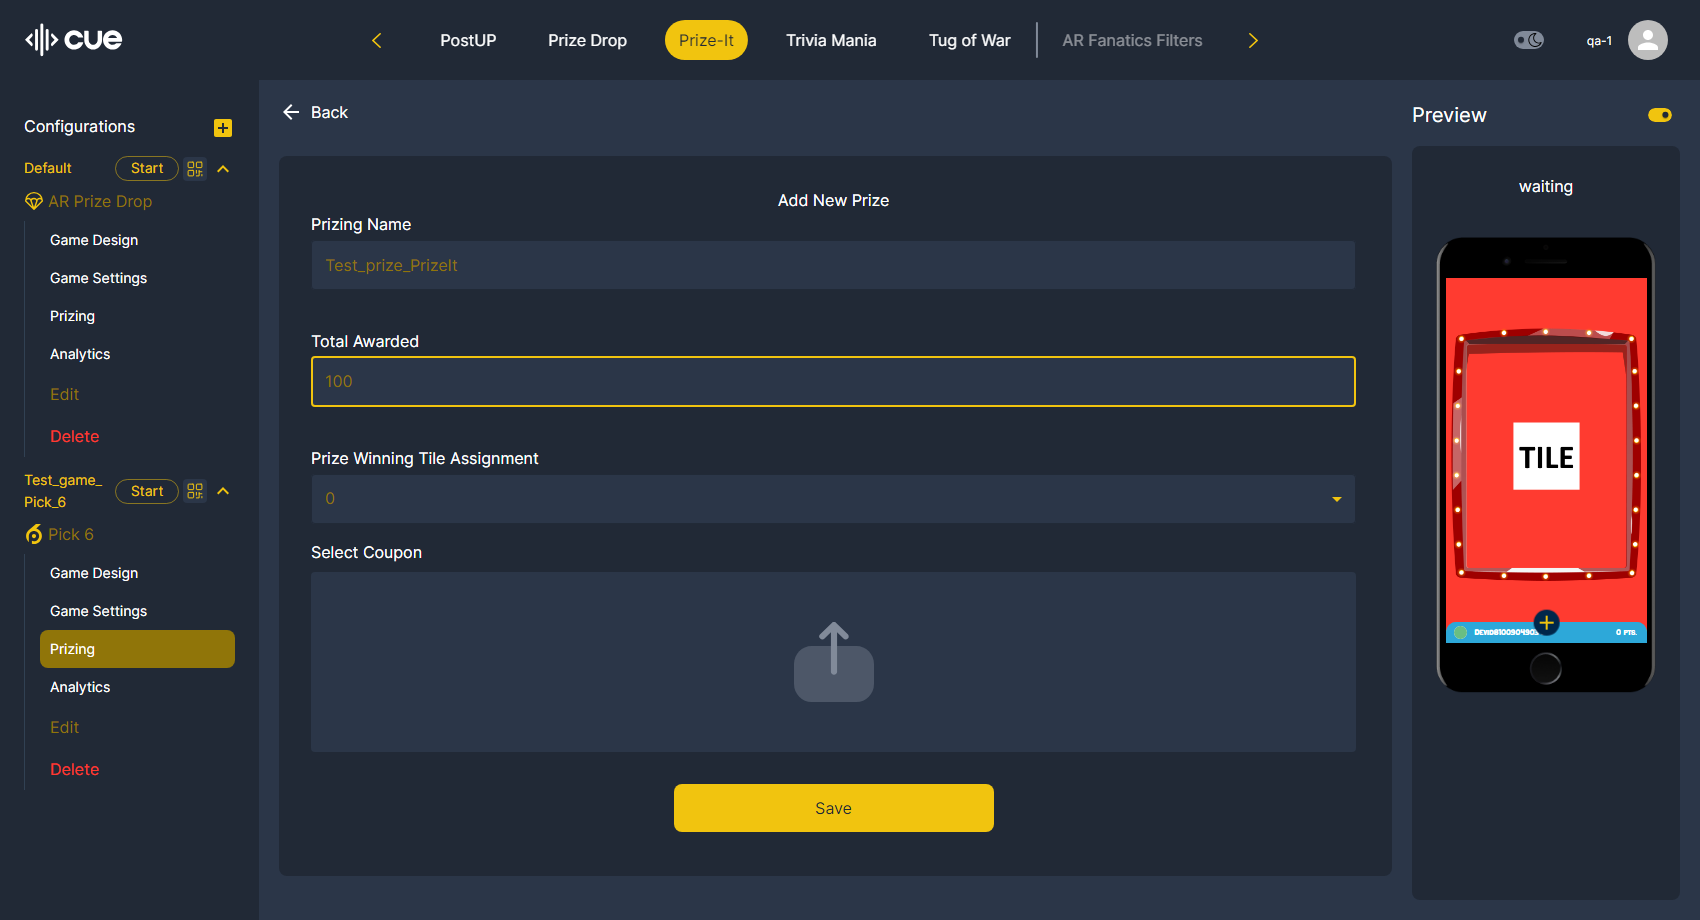 cue
PostUP
Prize Drop
Prize-It
Trivia Mania
Tug of War
AR Fanatics Filters
qa-1
Configurations
Default
Start
AR Prize Drop
Game Design
Game Settings
Prizing
Analytics
Edit
Delete
Test_game_
Pick_6
Start
Pick 6
Game Design
Game Settings
Prizing
Analytics
Edit
Delete
Back
Add New Prize
Prizing Name
Test_prize_PrizeIt
Total Awarded
100
Prize Winning Tile Assignment
0
Select Coupon
Save
Preview
waiting
TILE
0 PTS.